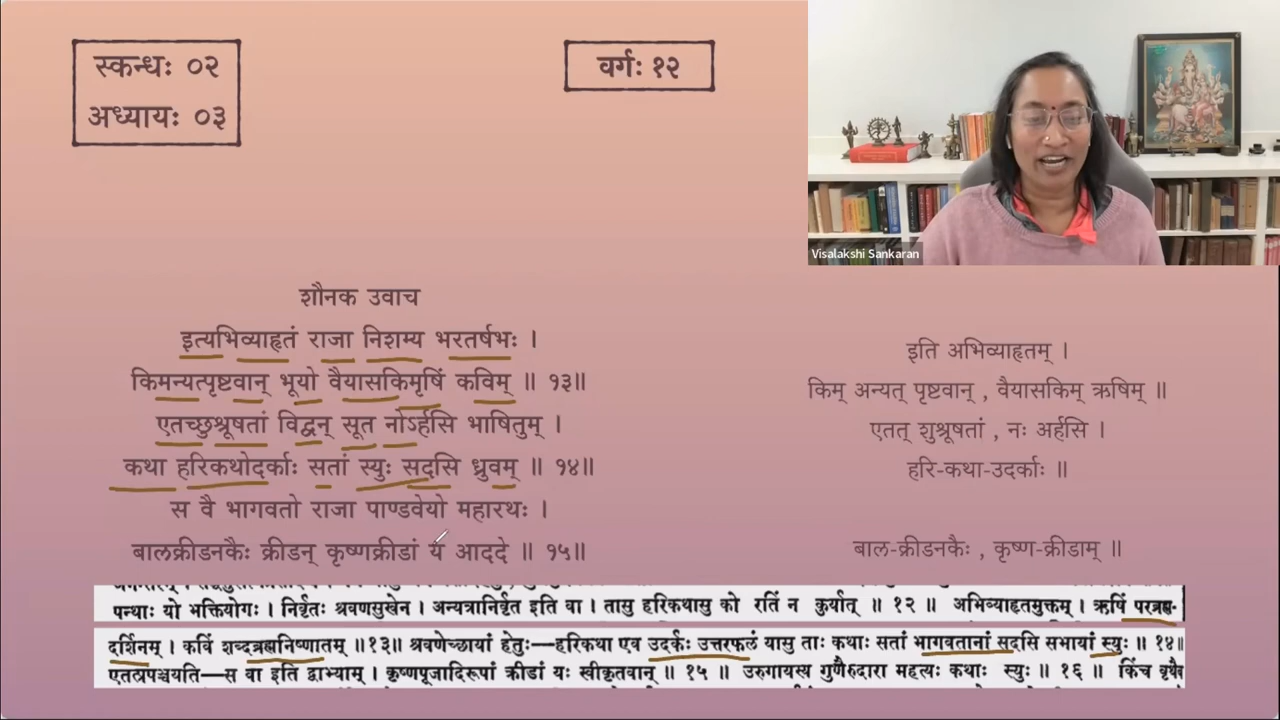 स्कन्धः ०२
अध्यायः ०३
वर्गः १२
Visalakshi Sankaran
शौनक उवाच
इत्यभिव्याहृतं राजा निशम्य भरतर्षभः ।
किमन्यत्पृष्टवान् भूयो वैयासकिमृषिं कविम् ॥ १३॥
एतच्छुश्रूषतां विद्वन् सूत नोऽर्हसि भाषितुम् ।
कथा हरिकथोदर्काः सतां स्युः सदसि ध्रुवम् ॥ १४॥
स वै भागवतो राजा पाण्डवेयो महारथः ।
बालक्रीडनकैः क्रीडन् कृष्णक्रीडां य आददे ॥ १५॥
इति अभिव्याहृतम् ।
किम् अन्यत् पृष्टवान् , वैयासकिम् ऋषिम् ॥
एतत् शुश्रूषतां , नः अर्हसि ।
हरि-कथा-उदर्काः ॥
बाल-क्रीडनकैः , कृष्ण-क्रीडाम् ॥
पन्थाः यो भक्तियोगः । निर्वृतः श्रवणसुखेन । अन्यत्रानिर्वृत इति वा । तासु हरिकथासु को रतिं न कुर्यात् ॥ १२ ॥ अभिव्याहृतमुक्तम् । ऋषिं परब्रह्म-
दर्शिनम् । कविं शब्दब्रह्मनिष्णातम् ॥१३॥ श्रवणेच्छायां हेतुः—हरिकथा एव उदर्कः उत्तरफलं यासु ताः कथाः सतां भागवतानां सदसि सभायां स्युः ॥ १४॥
एतत्प्रपञ्चयति—स वा इति द्वाभ्याम् । कृष्णपूजादिरूपां क्रीडां यः स्वीकृतवान् ॥ १५ ॥ उरुगायस्य गुणैरुदारा महत्यः कथाः स्युः ॥ १६ ॥ किंच वृथैव